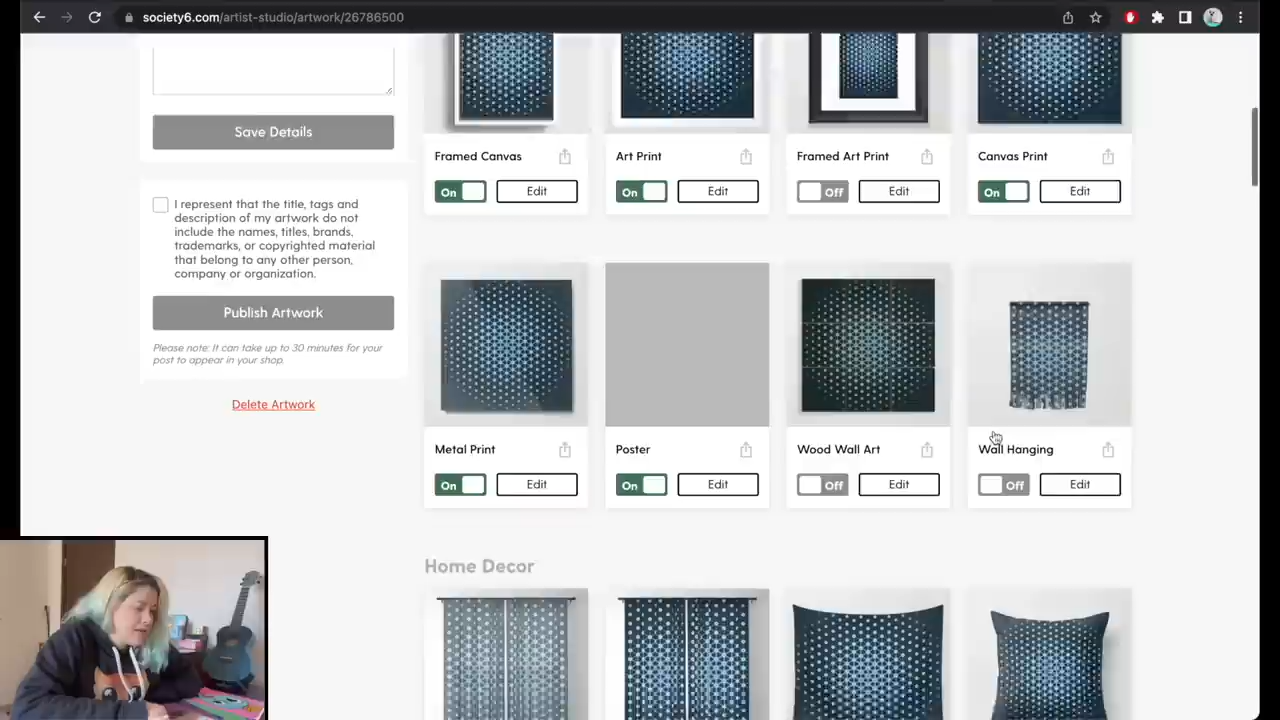 society6.com/artist-studio/artwork/26786500
Save Details
I represent that the title, tags and
description of my artwork do not
include the names, titles, brands,
trademarks, or copyrighted material
that belong to any other person,
company or organization.
Publish Artwork
Please note: It can take up to 30 minutes for your
post to appear in your shop.
Delete Artwork
Framed Canvas
On Edit
Art Print
On Edit
Framed Art Print
Off Edit
Canvas Print
On Edit
Metal Print
On Edit
Poster
On Edit
Wood Wall Art
Off Edit
Wall Hanging
Off Edit
Home Decor